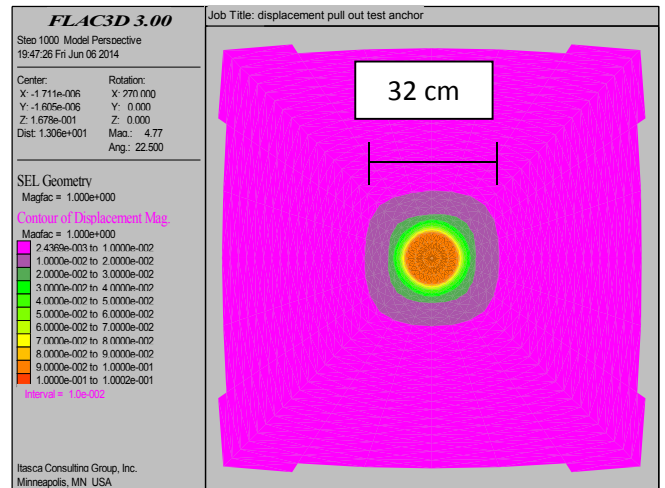 FLAC3D 3.00
Step 1000 Model Perspective
19:47:26 Fri Jun 06 2014
Center:
X: -1.711e-006
Y: -1.605e-006
Z: 1.678e-001
Dist: 1.306e+001
Rotation:
X: 270.000
Y: 0.000
Z: 0.000
Mag.: 4.77
Ang.: 22.500
SEL Geometry
Magfac = 1.000e+000
Contour of Displacement Mag.
Magfac = 1.000e+000
2.4369e-003 to 1.0000e-002
1.0000e-002 to 2.0000e-002
2.0000e-002 to 3.0000e-002
3.0000e-002 to 4.0000e-002
4.0000e-002 to 5.0000e-002
5.0000e-002 to 6.0000e-002
6.0000e-002 to 7.0000e-002
7.0000e-002 to 8.0000e-002
8.0000e-002 to 9.0000e-002
9.0000e-002 to 1.0000e-001
1.0000e-001 to 1.0002e-001
Interval = 1.0e-002
Itasca Consulting Group, Inc.
Minneapolis, MN USA
Job Title: displacement pull out test anchor
32 cm